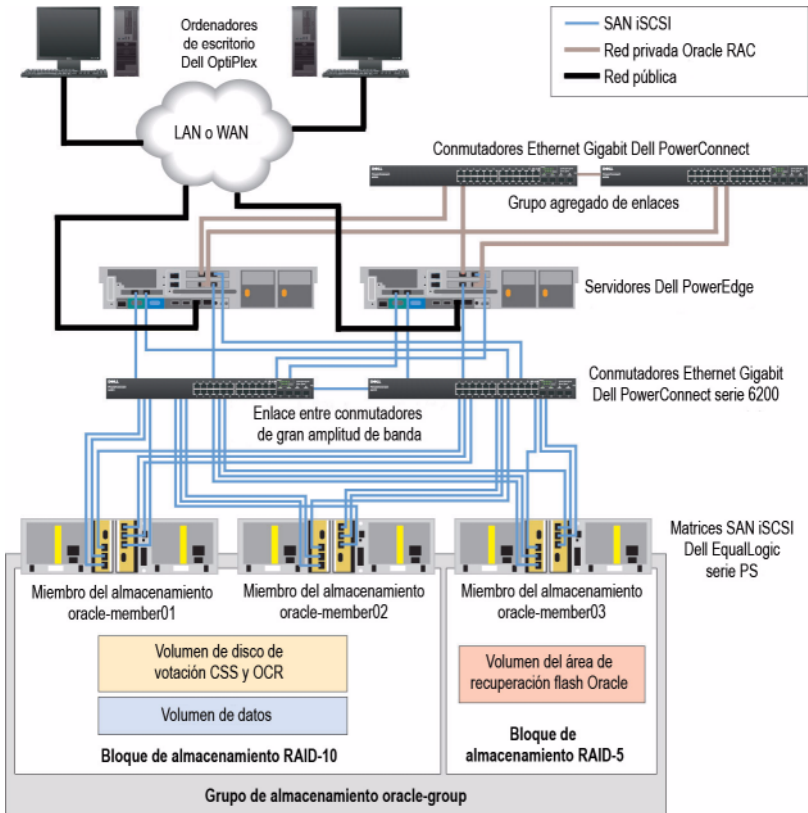 Ordenadores
de escritorio
Dell OptiPlex
SAN iSCSI
Red privada Oracle RAC
Red pública
LAN o WAN
Conmutadores Ethernet Gigabit Dell PowerConnect
DELL
DELL
Grupo agregado de enlaces
Servidores Dell PowerEdge
DELL
DELL
Conmutadores Ethernet Gigabit
Dell PowerConnect serie 6200
Enlace entre conmutadores
de gran amplitud de banda
Matrices SAN iSCSI
Dell EqualLogic
serie PS
Miembro del almacenamiento
oracle-member01
Miembro del almacenamiento
oracle-member02
Miembro del almacenamiento
oracle-member03
Volumen de disco de
votación CSS y OCR
Volumen de datos
Volumen del área de
recuperación flash Oracle
Bloque de almacenamiento RAID-10
Bloque de
almacenamiento RAID-5
Grupo de almacenamiento oracle-group